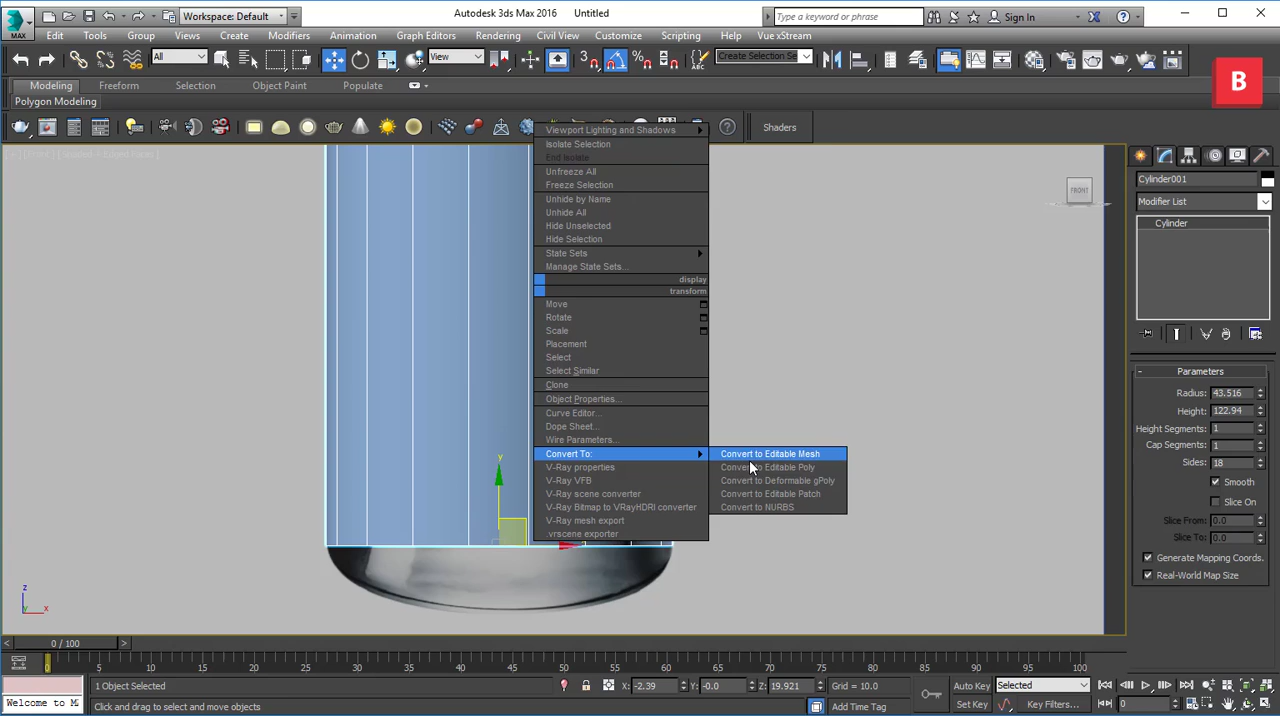 MAX
Workspace: Default
Autodesk 3ds Max 2016 Untitled
Type a keyword or phrase
Sign In
Edit Tools Group Views Create Modifiers Animation Graph Editors Rendering Civil View Customize Scripting Help Vue xStream
All
View
3
Create Selection Se
B
Modeling Freeform Selection Object Paint Populate
Polygon Modeling
Shaders
Viewport Lighting and Shadows
Isolate Selection
End Isolate
Unfreeze All
Freeze Selection
Unhide by Name
Unhide All
Hide Unselected
Hide Selection
State Sets
Manage State Sets...
display
transform
Move
Rotate
Scale
Placement
Select
Select Similar
Clone
Object Properties...
Curve Editor...
Dope Sheet...
Wire Parameters...
Convert To:
V-Ray properties
V-Ray VFB
V-Ray scene converter
V-Ray Bitmap to VRayHDRI converter
V-Ray mesh export
.vrscene exporter
Convert to Editable Mesh
Convert to Editable Poly
Convert to Deformable gPoly
Convert to Editable Patch
Convert to NURBS
FRONT
y
z
y x
Cylinder001
Modifier List
Cylinder
- Parameters
Radius: 43.516
Height: 122.94
Height Segments: 1
Cap Segments: 1
Sides: 18
Smooth
Slice On
Slice From: 0.0
Slice To: 0.0
Generate Mapping Coords.
Real-World Map Size
< 0 / 100 >
0 5 10 15 20 25 30 35 40 45 50 55 60 65 70 75 80 85 90 95 100
1 Object Selected
X: -2.39 Y: -0.0 Z: 19.921 Grid = 10.0
Auto Key Selected
Welcome to M
Click and drag to select and move objects
Add Time Tag
Set Key Key Filters... 0